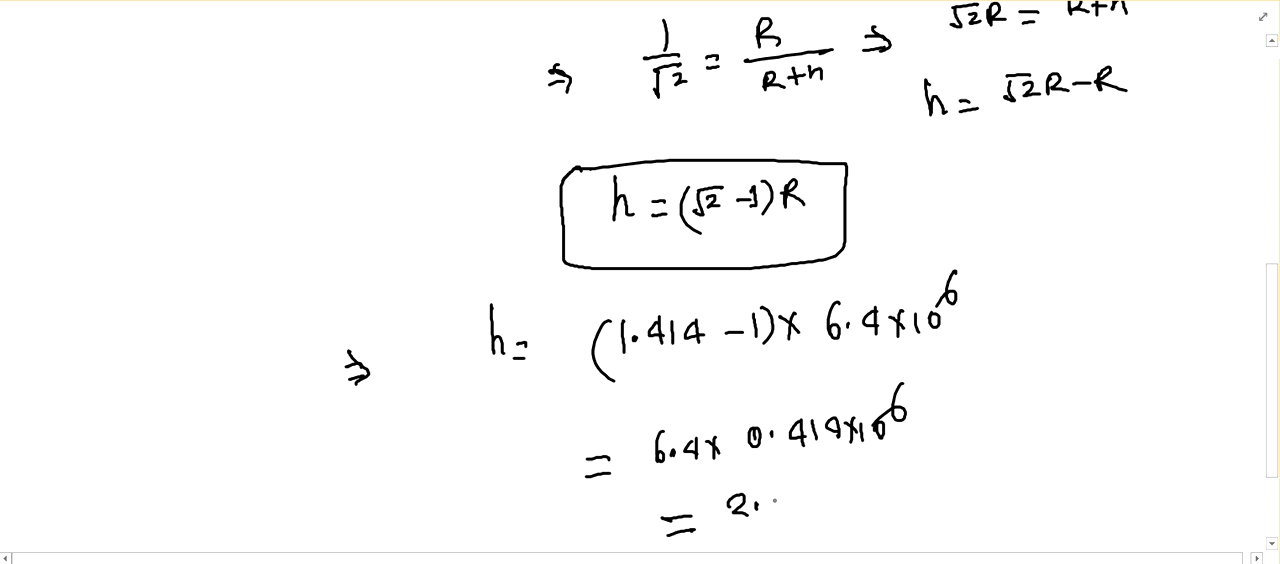 √2R = R+h
⇒ 1/√2 = R/R+h ⇒
h = √2R-R
h = (√2 -1)R
⇒ h = (1.414 -1)× 6.4×10⁶
= 6.4× 0.414×10⁶
= 2.